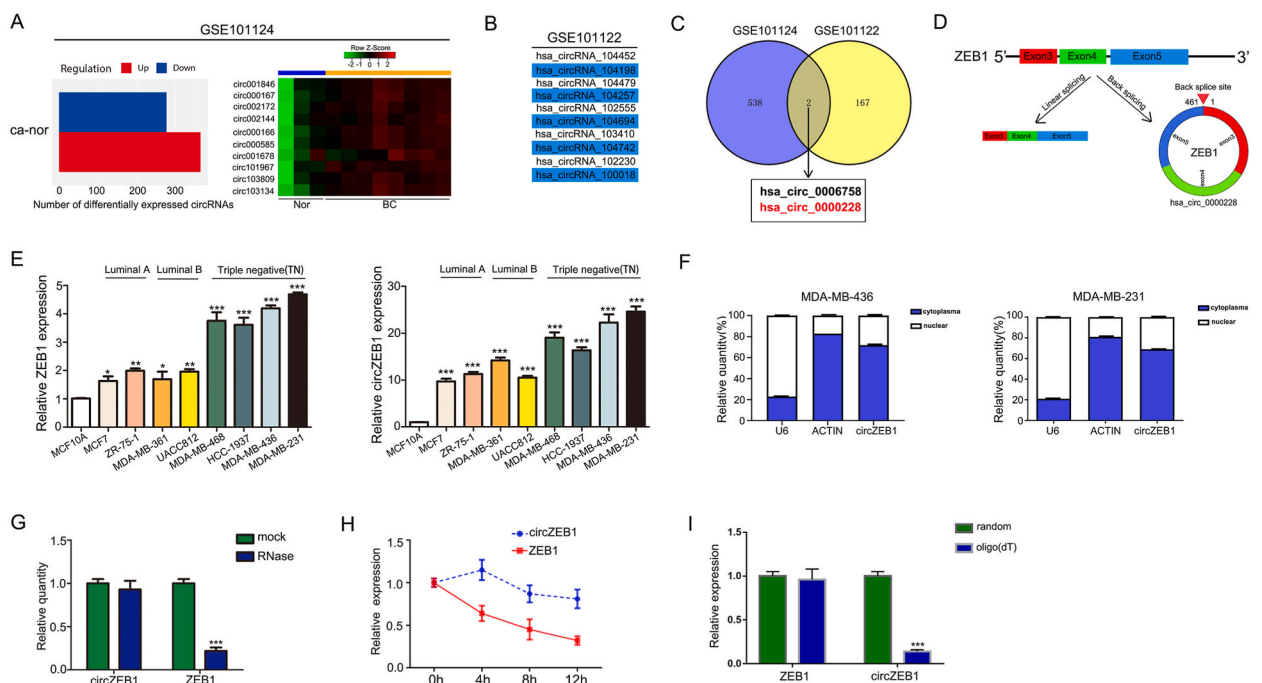 A
GSE101124
Regulation Up Down
ca-nor
0 100 200 300
Number of differentially expressed circRNAs
Row Z-Score
-2 -1 0 1 2
circ001846
circ000167
circ002172
circ002144
circ000166
circ000585
circ001678
circ101967
circ103809
circ103134
Nor BC
B
GSE101122
hsa_circRNA_104452
hsa_circRNA_104198
hsa_circRNA_104479
hsa_circRNA_104257
hsa_circRNA_102555
hsa_circRNA_104694
hsa_circRNA_103410
hsa_circRNA_104742
hsa_circRNA_102230
hsa_circRNA_100018
C
GSE101124 GSE101122
538 2 167
hsa_circ_0006758
hsa_circ_0000228
D
ZEB1 5' Exon3 Exon4 Exon5 3'
Linear splicing
Back splicing
Exon3 Exon4 Exon5
Back splice site
461 1
exon5 exon3
ZEB1
exon4
hsa_circ_0000228
E
Luminal A Luminal B Triple negative(TN)
Relative ZEB1 expression
5
4
3
2
1
0
* ** * ** *** *** *** ***
MCF10A MCF7 ZR-75-1 MDA-MB-361 UACC812 MDA-MB-468 HCC-1937 MDA-MB-436 MDA-MB-231
Luminal A Luminal B Triple negative(TN)
Relative circZEB1 expression
30
20
10
0
*** *** *** *** *** *** *** ***
MCF10A MCF7 ZR-75-1 MDA-MB-361 UACC812 MDA-MB-468 HCC-1937 MDA-MB-436 MDA-MB-231
F
MDA-MB-436
Relative quantity(%)
100
80
60
40
20
0
U6 ACTIN circZEB1
cytoplasma
nuclear
MDA-MB-231
Relative quantity(%)
100
80
60
40
20
0
U6 ACTIN circZEB1
cytoplasma
nuclear
G
mock
RNase
Relative quantity
1.5
1.0
0.5
0.0
***
circZEB1 ZEB1
H
circZEB1
ZEB1
Relative expression
1.5
1.0
0.5
0.0
0h 4h 8h 12h
I
random
oligo(dT)
Relative expression
1.5
1.0
0.5
0.0
***
ZEB1 circZEB1